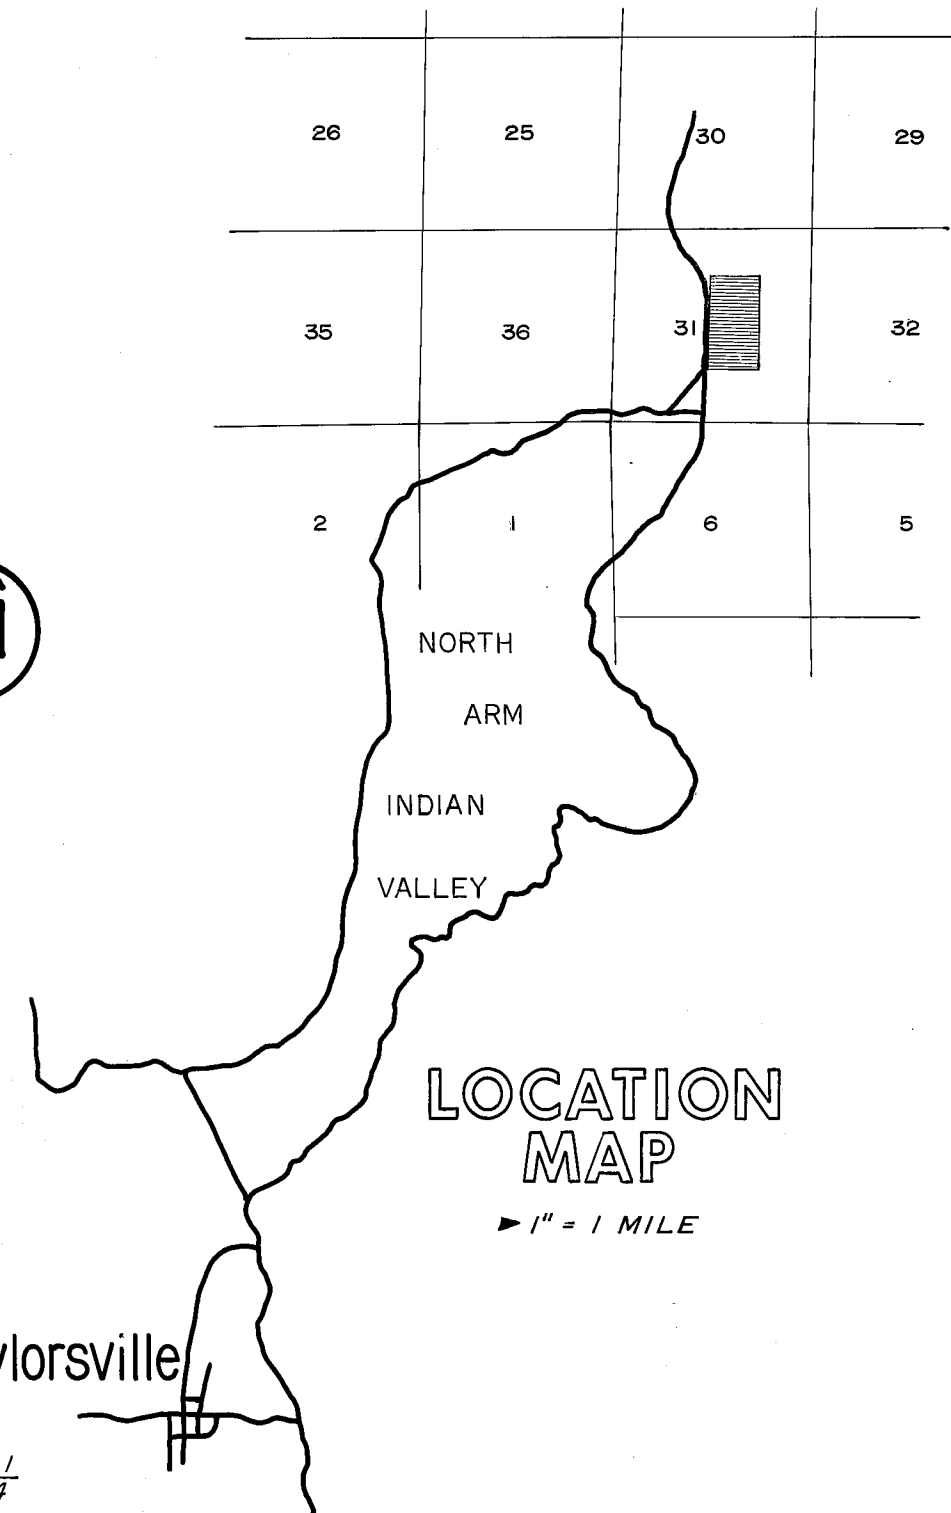 26 25 30 29
35 36 31 32
2 1 6 5
NORTH
ARM
INDIAN
VALLEY
LOCATION
MAP
1" = 1 MILE
ylorsville